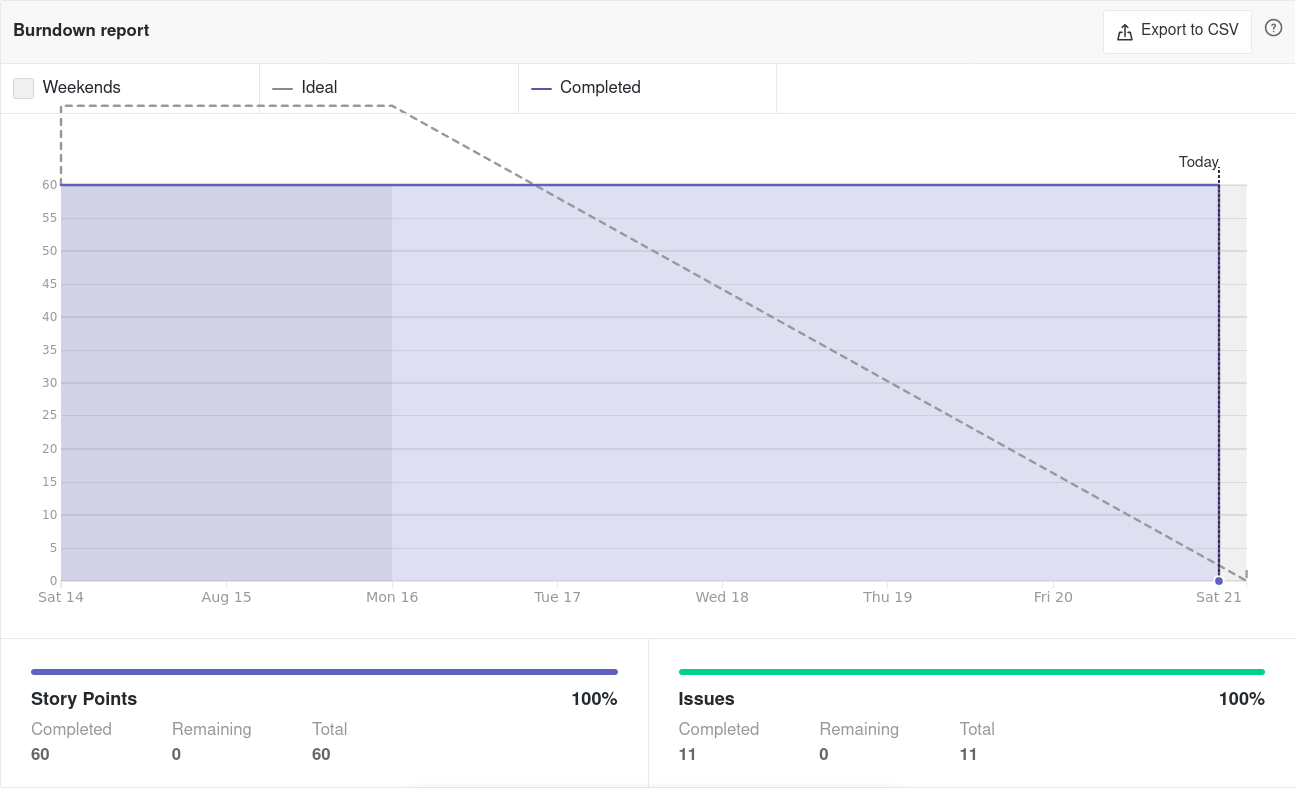 Burndown report
Export to CSV
?
Weekends
Ideal
Completed
Today
60
55
50
45
40
35
30
25
20
15
10
5
0
Sat 14 Aug 15 Mon 16 Tue 17 Wed 18 Thu 19 Fri 20 Sat 21
Story Points 100%
Completed Remaining Total
60 0 60
Issues 100%
Completed Remaining Total
11 0 11